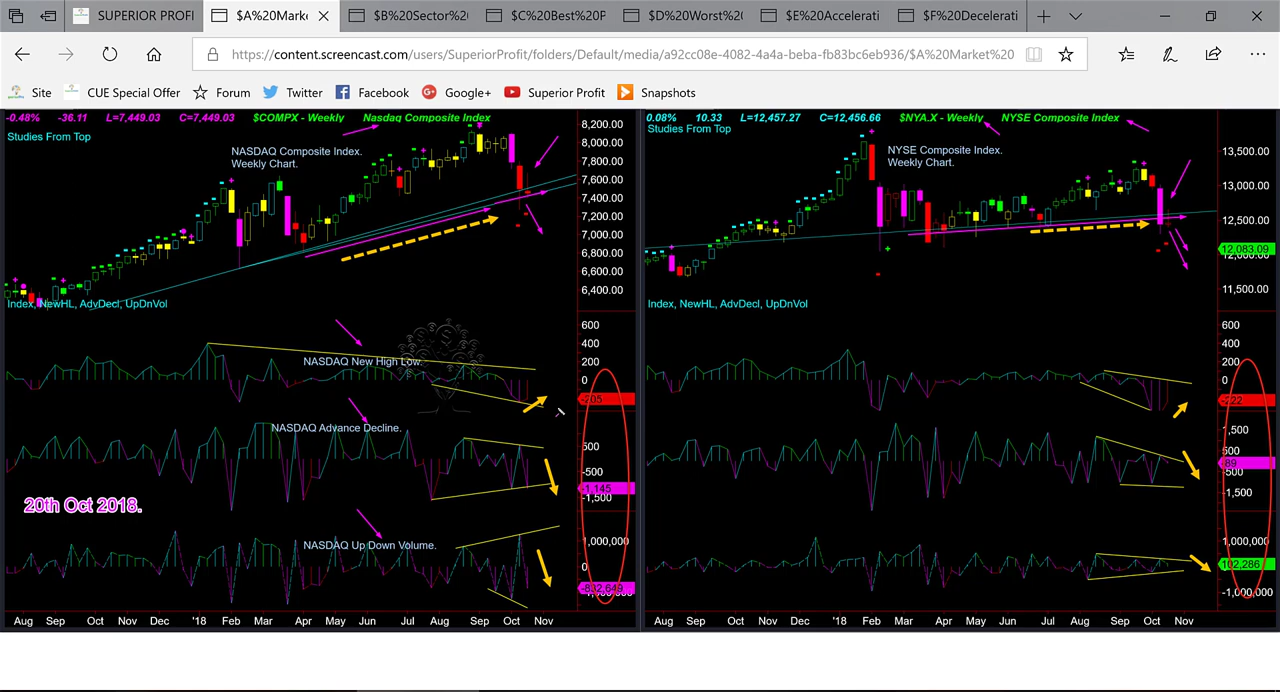 SUPERIOR PROFI
$A%20Mark
$B%20Sector%20
$C%20Best%20P
$D%20Worst%
$E%20Accelerati
$F%20Decelerati
https://content.screencast.com/users/SuperiorProfit/folders/Default/media/a92cc08e-4082-4a4a-beba-fb83bc6eb936/$A%20Market%20
Site CUE Special Offer Forum Twitter Facebook Google+ Superior Profit Snapshots
-0.48% -36.11 L=7,449.03 C=7,449.03 $COMPX - Weekly Nasdaq Composite Index
Studies From Top
NASDAQ Composite Index.
Weekly Chart.
8,200.00
8,000.00
7,800.00
7,600.00
7,400.00
7,200.00
7,000.00
6,800.00
6,600.00
6,400.00
Index, NewHL, AdvDecl, UpDnVol
600
400
200
0
NASDAQ New High Low.
-205
NASDAQ Advance Decline.
500
-500
-1,145
-1,500
20th Oct 2018.
NASDAQ Up Down Volume.
1,000,000
0
-832,649
Aug Sep Oct Nov Dec '18 Feb Mar Apr May Jun Jul Aug Sep Oct Nov
0.08% 10.33 L=12,457.27 C=12,456.66 $NYA.X - Weekly NYSE Composite Index
Studies From Top
NYSE Composite Index.
Weekly Chart.
13,500.00
13,000.00
12,500.00
12,083.09
12,000.00
11,500.00
Index, NewHL, AdvDecl, UpDnVol
600
400
200
0
-222
1,500
500
89
-500
-1,500
1,000,000
102,286
-1,000,000
Aug Sep Oct Nov Dec '18 Feb Mar Apr May Jun Jul Aug Sep Oct Nov